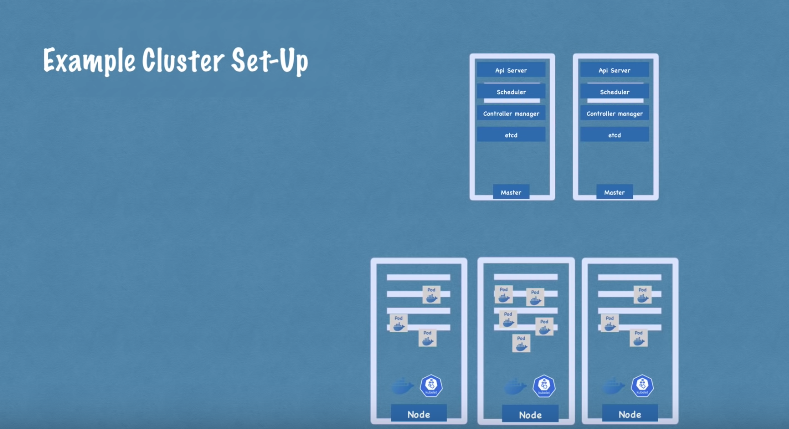 Example Cluster Set-Up
Api Server
Scheduler
Controller manager
etcd
Master
Api Server
Scheduler
Controller manager
etcd
Master
Pod
Pod
Pod
Node
Pod
Pod
Pod
Pod
Pod
Node
Pod
Pod
Pod
Node